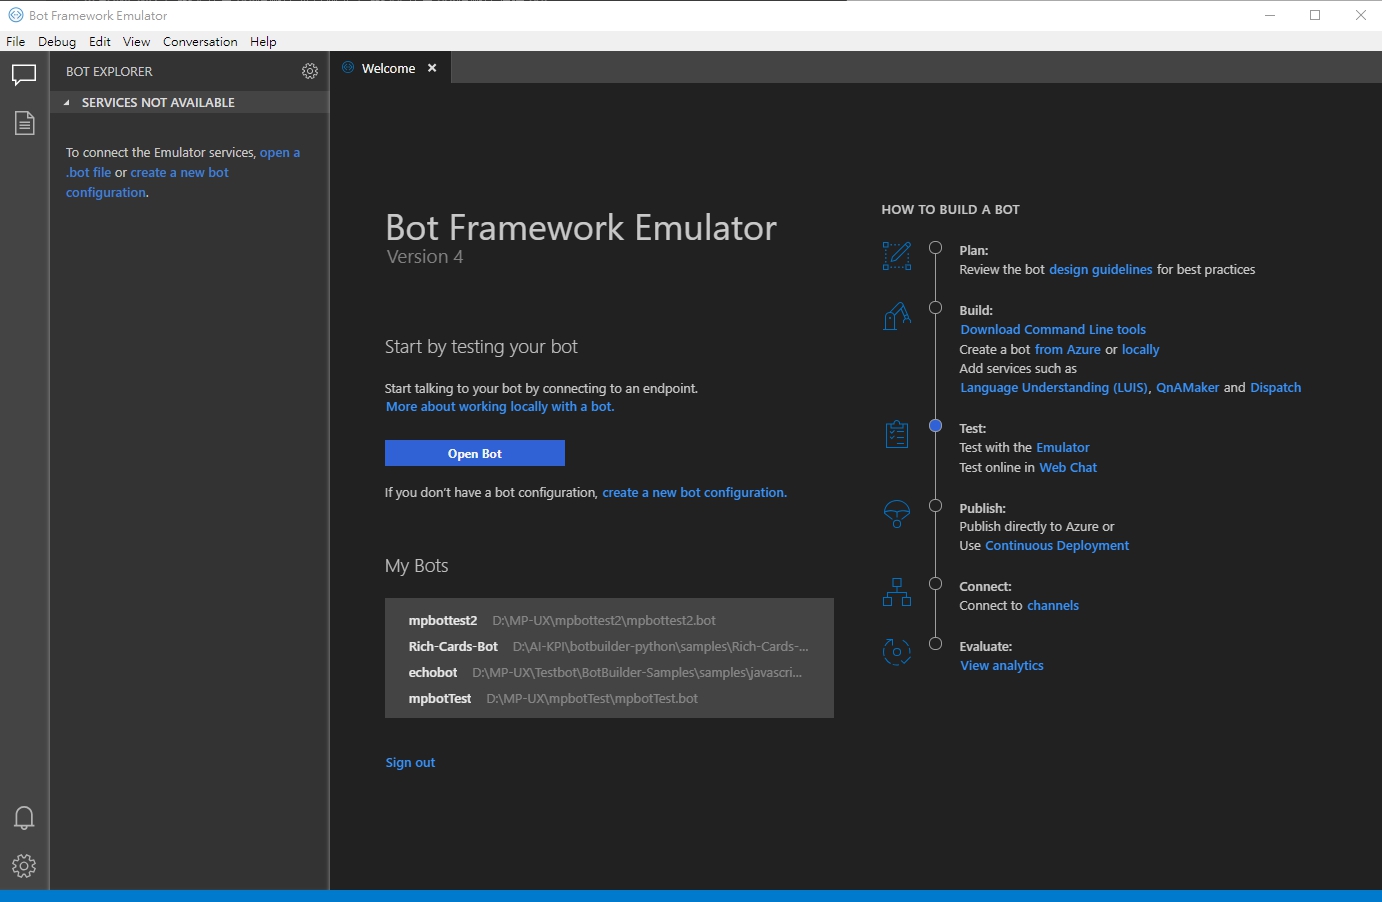 Bot Framework Emulator
File Debug Edit View Conversation Help
BOT EXPLORER
SERVICES NOT AVAILABLE
To connect the Emulator services, open a
.bot file or create a new bot
configuration.
Welcome
Bot Framework Emulator
Version 4
Start by testing your bot
Start talking to your bot by connecting to an endpoint.
More about working locally with a bot.
Open Bot
If you don't have a bot configuration, create a new bot configuration.
My Bots
mpbottest2 D:\MP-UX\mpbottest2\mpbottest2.bot
Rich-Cards-Bot D:\AI-KPI\botbuilder-python\samples\Rich-Cards-...
echobot D:\MP-UX\Testbot\BotBuilder-Samples\samples\javascri...
mpbotTest D:\MP-UX\mpbotTest\mpbotTest.bot
Sign out
HOW TO BUILD A BOT
Plan:
Review the bot design guidelines for best practices
Build:
Download Command Line tools
Create a bot from Azure or locally
Add services such as
Language Understanding (LUIS), QnAMaker and Dispatch
Test:
Test with the Emulator
Test online in Web Chat
Publish:
Publish directly to Azure or
Use Continuous Deployment
Connect:
Connect to channels
Evaluate:
View analytics